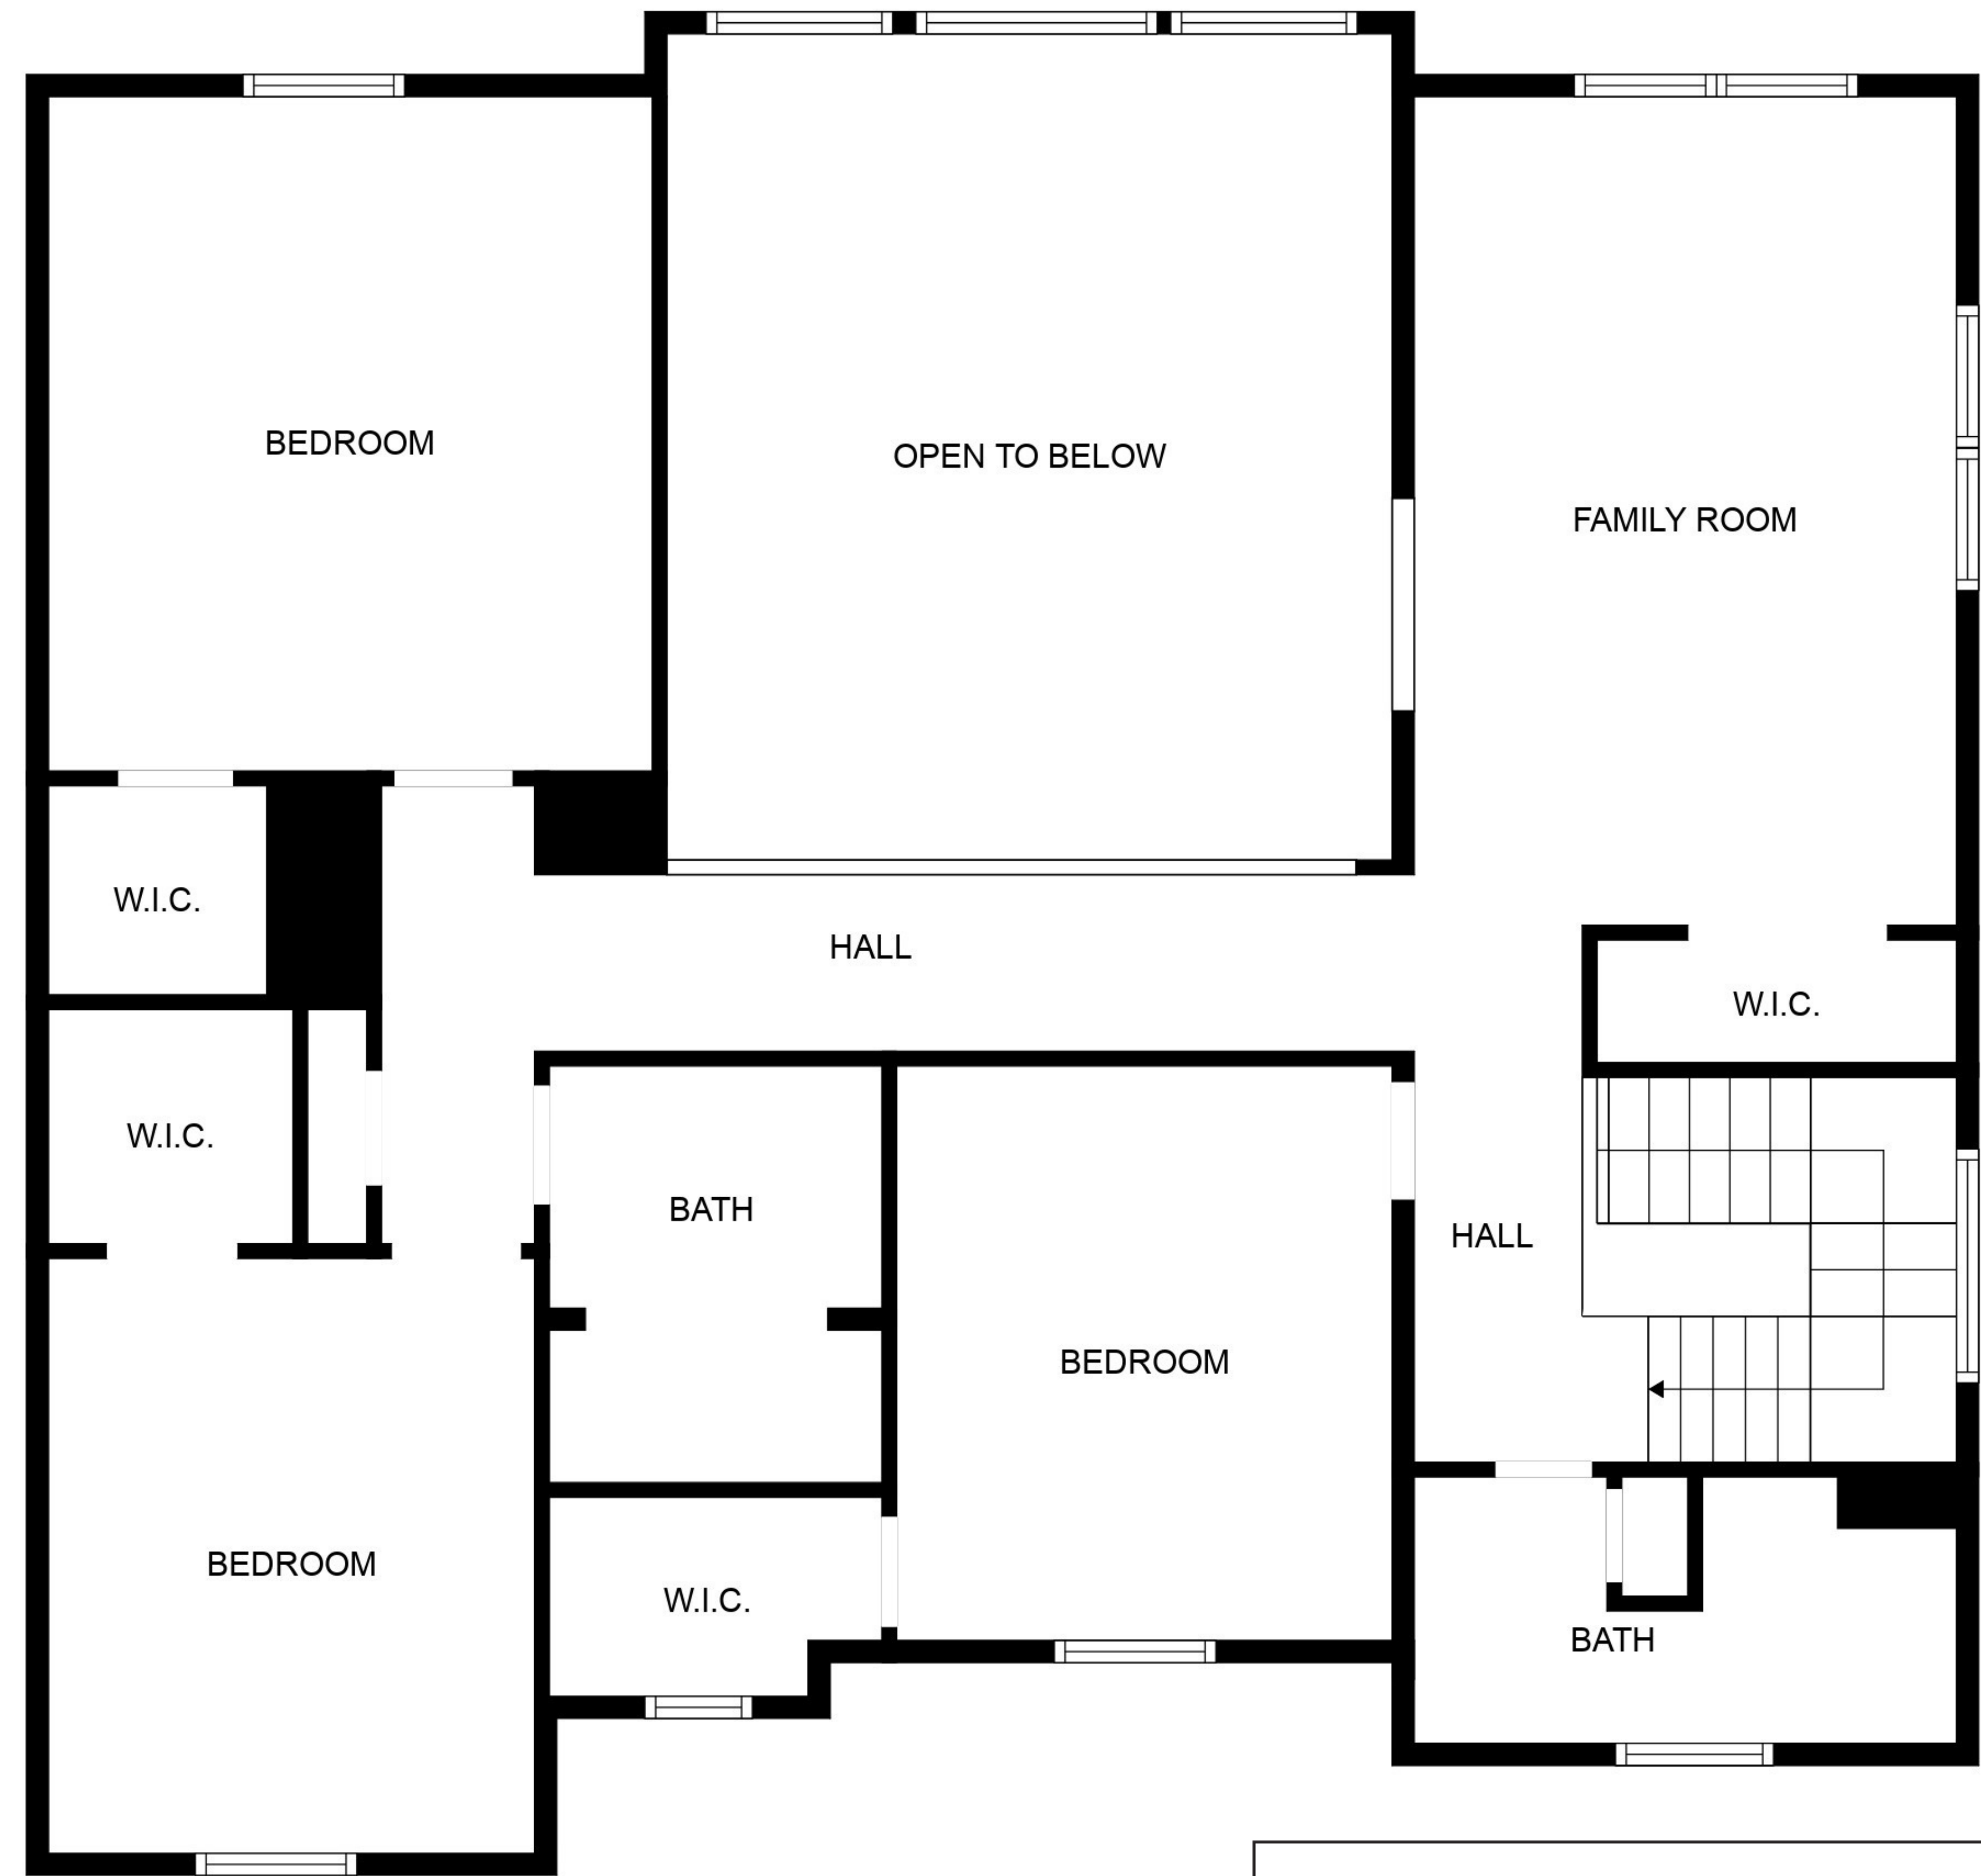 BEDROOM
OPEN TO BELOW
FAMILY ROOM
W.I.C.
HALL
W.I.C.
W.I.C.
BATH
HALL
BEDROOM
BEDROOM
W.I.C.
BATH